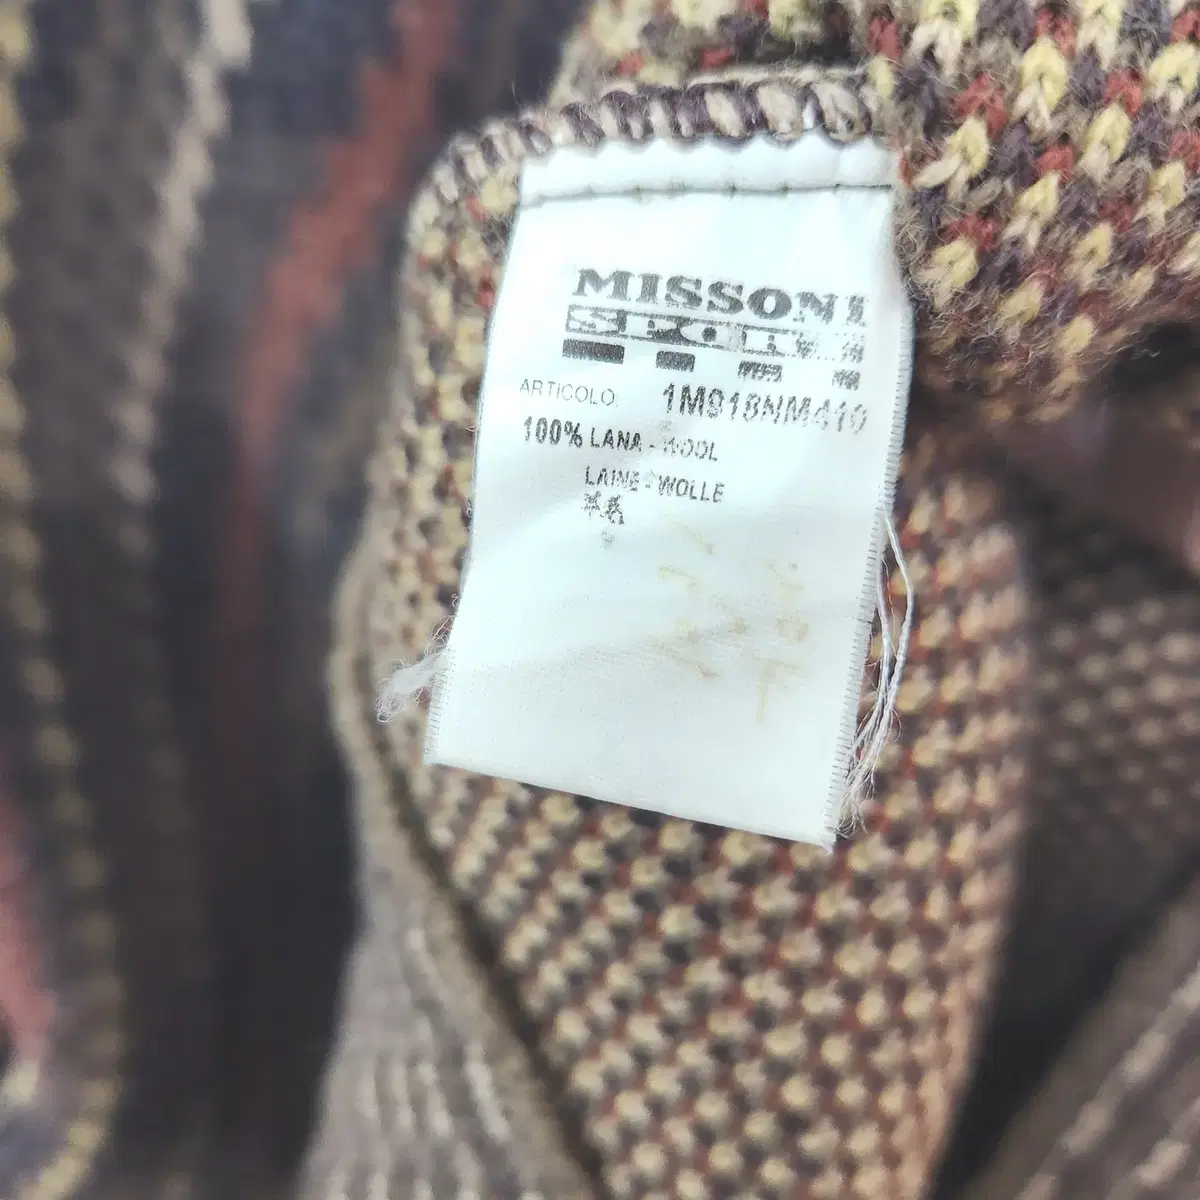 MISSONI
SPORT
ARTICOLO: 1M918NM410
100% LANA - WOOL
LAINE - WOLLE
羊毛